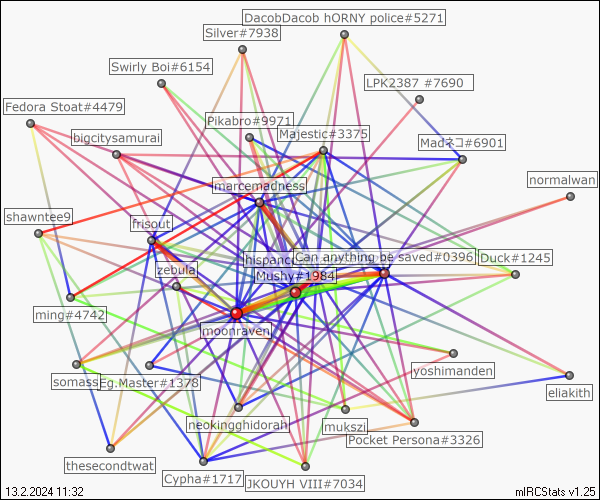 DacobDacob hORNY police#5271
Silver#7938
Swirly Boi#6154
LPK2387 #7690
Fedora Stoat#4479
Pikabro#9971
Majestic#3375
bigcitysamurai
Madネコ#6901
marcemadness
normalwan
shawntee9
frisout
hispanc
Can anything be saved#0396
Duck#1245
zebula
Mushy#1984
ming#4742
moonraven
yoshimanden
somass
Eg.Master#1378
eliakith
neokingghidorah
mukszi
Pocket Persona#3326
thesecondtwat
Cypha#1717
JKOUYH VIII#7034
13.2.2024 11:32
mIRCStats v1.25